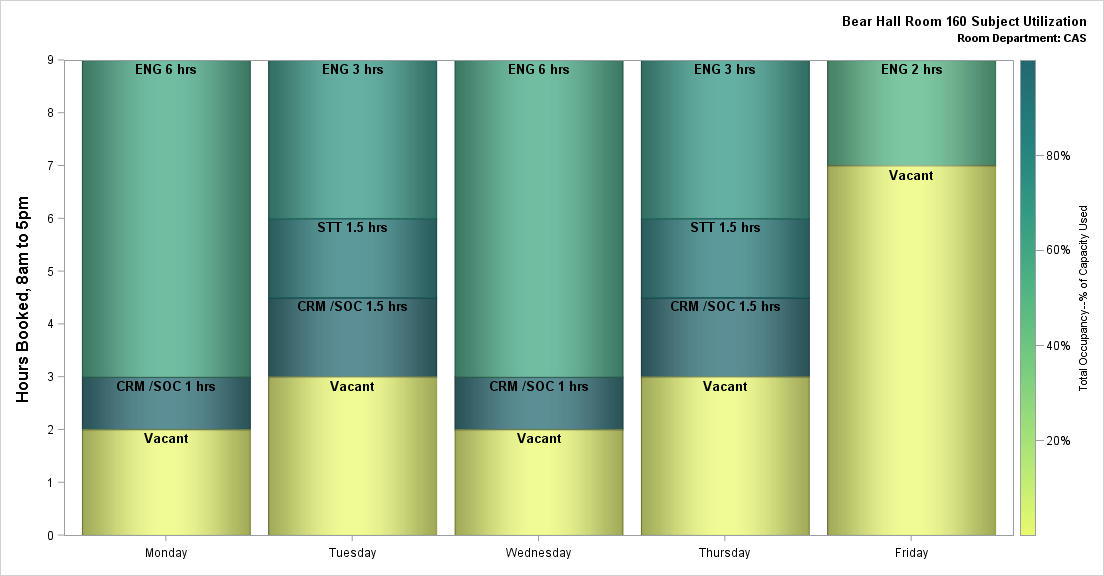 Bear Hall Room 160 Subject Utilization
Room Department: CAS
Hours Booked, 8am to 5pm
9
8
7
6
5
4
3
2
1
0
ENG 6 hrs
CRM /SOC 1 hrs
Vacant
ENG 3 hrs
STT 1.5 hrs
CRM /SOC 1.5 hrs
Vacant
ENG 6 hrs
CRM /SOC 1 hrs
Vacant
ENG 3 hrs
STT 1.5 hrs
CRM /SOC 1.5 hrs
Vacant
ENG 2 hrs
Vacant
Monday
Tuesday
Wednesday
Thursday
Friday
80%
60%
40%
20%
Total Occupancy--% of Capacity Used